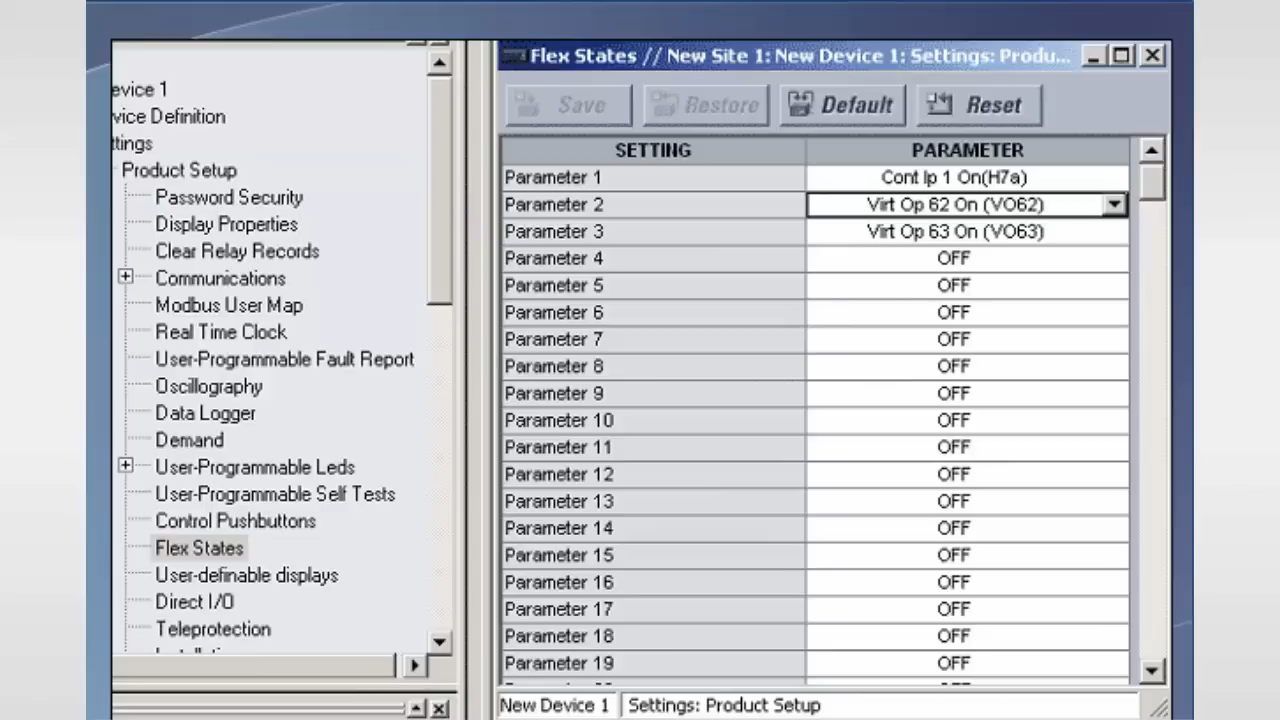 evice 1
vice Definition
ttings
Product Setup
Password Security
Display Properties
Clear Relay Records
Communications
Modbus User Map
Real Time Clock
User-Programmable Fault Report
Oscillography
Data Logger
Demand
User-Programmable Leds
User-Programmable Self Tests
Control Pushbuttons
Flex States
User-definable displays
Direct I/O
Teleprotection
Flex States // New Site 1: New Device 1: Settings: Produ...
Save Restore Default Reset
SETTING PARAMETER
Parameter 1 Cont Ip 1 On(H7a)
Parameter 2 Virt Op 62 On (VO62)
Parameter 3 Virt Op 63 On (VO63)
Parameter 4 OFF
Parameter 5 OFF
Parameter 6 OFF
Parameter 7 OFF
Parameter 8 OFF
Parameter 9 OFF
Parameter 10 OFF
Parameter 11 OFF
Parameter 12 OFF
Parameter 13 OFF
Parameter 14 OFF
Parameter 15 OFF
Parameter 16 OFF
Parameter 17 OFF
Parameter 18 OFF
Parameter 19 OFF
New Device 1 Settings: Product Setup